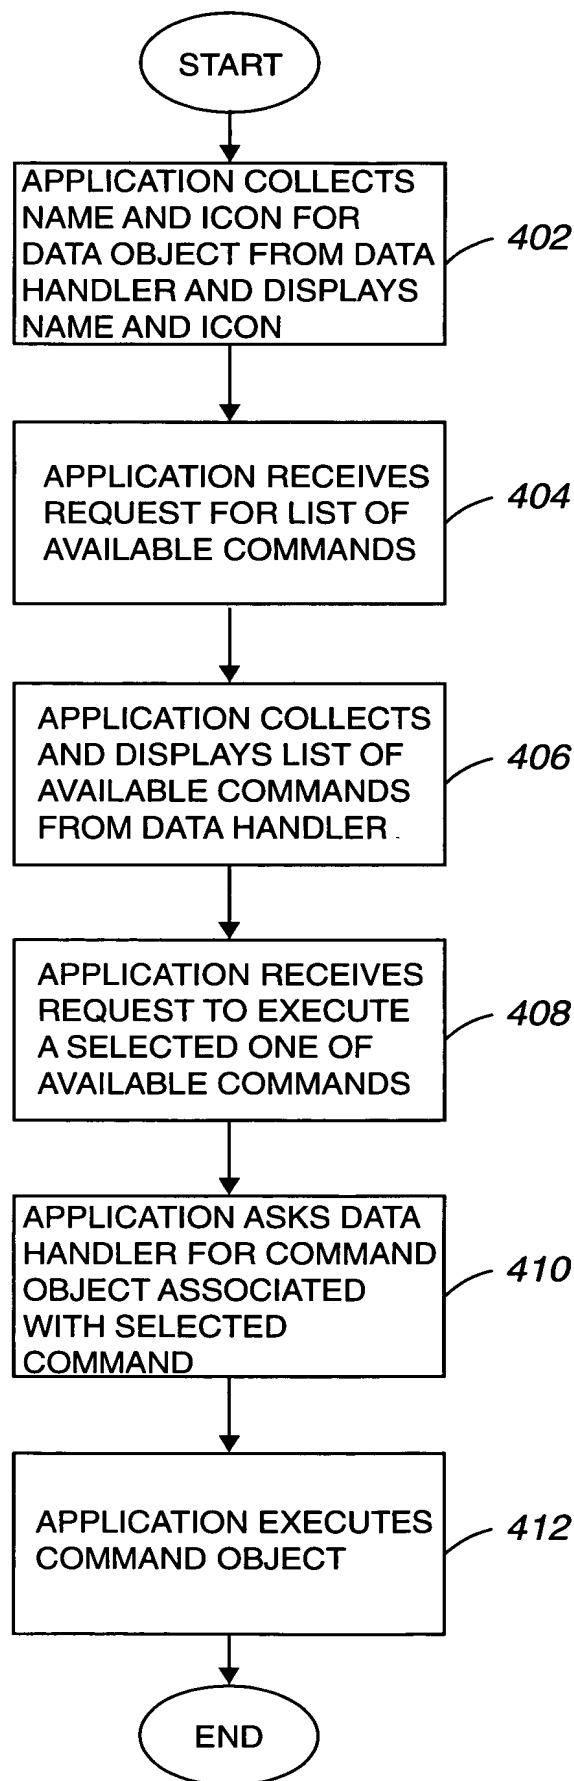 START
APPLICATION COLLECTS
NAME AND ICON FOR
DATA OBJECT FROM DATA
HANDLER AND DISPLAYS
NAME AND ICON
402
APPLICATION RECEIVES
REQUEST FOR LIST OF
AVAILABLE COMMANDS
404
APPLICATION COLLECTS
AND DISPLAYS LIST OF
AVAILABLE COMMANDS
FROM DATA HANDLER
406
APPLICATION RECEIVES
REQUEST TO EXECUTE
A SELECTED ONE OF
AVAILABLE COMMANDS
408
APPLICATION ASKS DATA
HANDLER FOR COMMAND
OBJECT ASSOCIATED
WITH SELECTED
COMMAND
410
APPLICATION EXECUTES
COMMAND OBJECT
412
END